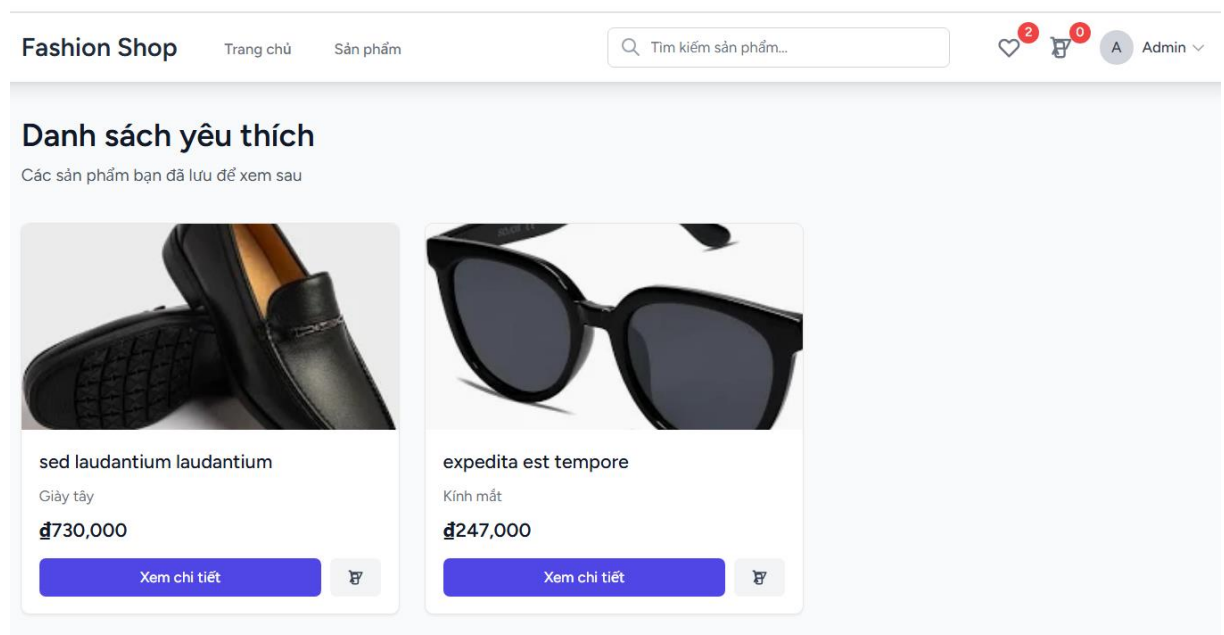 Fashion Shop Trang chủ Sản phẩm Tìm kiếm sản phẩm... 2 0 A Admin
Danh sách yêu thích
Các sản phẩm bạn đã lưu để xem sau
sed laudantium laudantium
Giày tây
₫730,000
Xem chi tiết
expedita est tempore
Kính mắt
₫247,000
Xem chi tiết